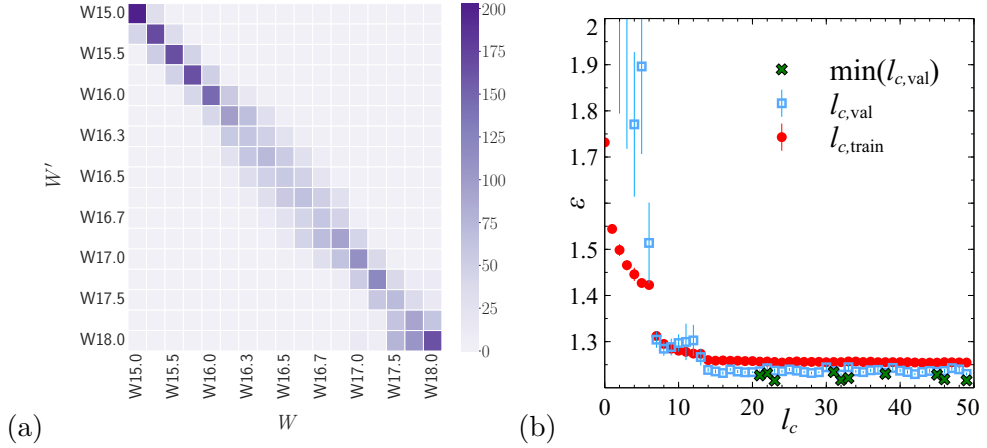 W15.0
W15.5
W16.0
W16.3
W16.5
W16.7
W17.0
W17.5
W18.0
W'
W15.0
W15.5
W16.0
W16.3
W16.5
W16.7
W17.0
W17.5
W18.0
W
200
175
150
125
100
75
50
25
0
(a)
2
1.9
1.8
1.7
1.6
1.5
1.4
1.3
ε
min(l_{c,val})
l_{c,val}
l_{c,train}
0
10
20
30
40
50
l_c
(b)